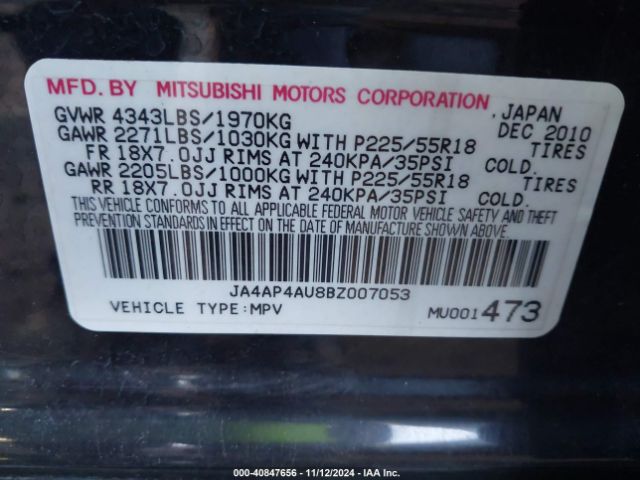 MFD. BY MITSUBISHI MOTORS CORPORATION, JAPAN
GVWR 4343LBS/1970KG DEC 2010
GAWR 2271LBS/1030KG WITH P225/55R18 TIRES
FR 18X7.0JJ RIMS AT 240KPA/35PSI COLD.
GAWR 2205LBS/1000KG WITH P225/55R18 TIRES
RR 18X7.0JJ RIMS AT 240KPA/35PSI COLD.
THIS VEHICLE CONFORMS TO ALL APPLICABLE FEDERAL MOTOR VEHICLE SAFETY AND THEFT
PREVENTION STANDARDS IN EFFECT ON THE DATE OF MANUFACTURE SHOWN ABOVE.
JA4AP4AU8BZ007053
VEHICLE TYPE:MPV MU001473
000-40847656 - 11/12/2024 - IAA Inc.